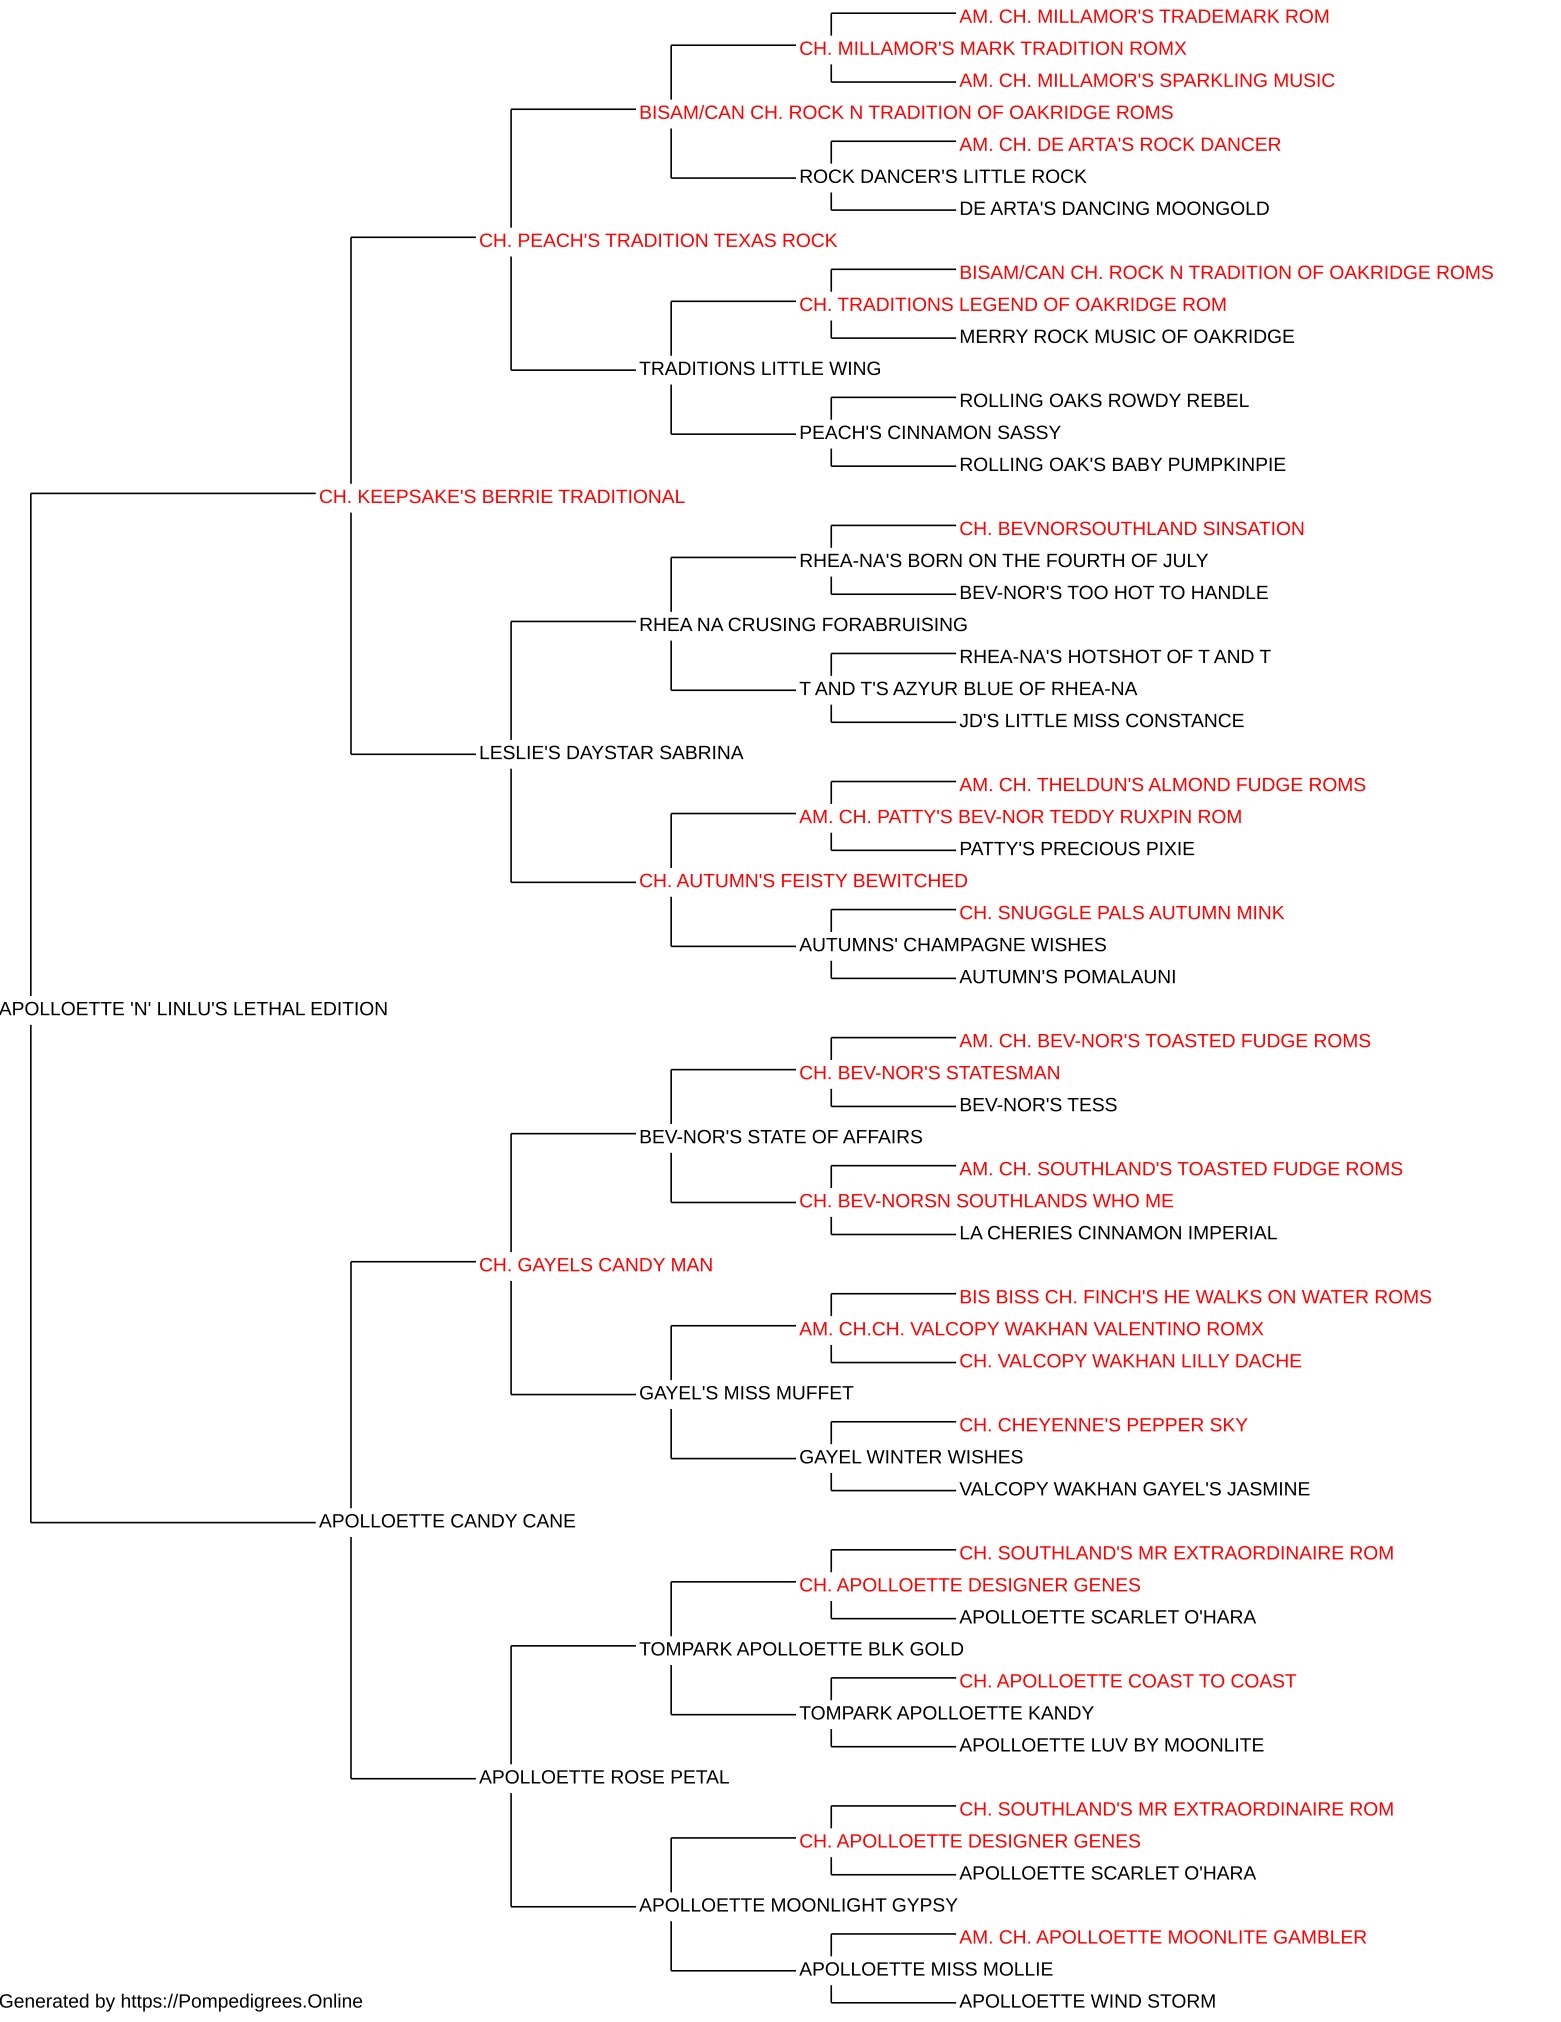 AM. CH. MILLAMOR'S TRADEMARK ROM
CH. MILLAMOR'S MARK TRADITION ROMX
AM. CH. MILLAMOR'S SPARKLING MUSIC
BISAM/CAN CH. ROCK N TRADITION OF OAKRIDGE ROMS
AM. CH. DE ARTA'S ROCK DANCER
ROCK DANCER'S LITTLE ROCK
DE ARTA'S DANCING MOONGOLD
CH. PEACH'S TRADITION TEXAS ROCK
BISAM/CAN CH. ROCK N TRADITION OF OAKRIDGE ROMS
CH. TRADITIONS LEGEND OF OAKRIDGE ROM
MERRY ROCK MUSIC OF OAKRIDGE
TRADITIONS LITTLE WING
ROLLING OAKS ROWDY REBEL
PEACH'S CINNAMON SASSY
ROLLING OAK'S BABY PUMPKINPIE
CH. KEEPSAKE'S BERRIE TRADITIONAL
CH. BEVNORSOUTHLAND SINSATION
RHEA-NA'S BORN ON THE FOURTH OF JULY
BEV-NOR'S TOO HOT TO HANDLE
RHEA NA CRUSING FORABRUISING
RHEA-NA'S HOTSHOT OF T AND T
T AND T'S AZYUR BLUE OF RHEA-NA
JD'S LITTLE MISS CONSTANCE
LESLIE'S DAYSTAR SABRINA
AM. CH. THELDUN'S ALMOND FUDGE ROMS
AM. CH. PATTY'S BEV-NOR TEDDY RUXPIN ROM
PATTY'S PRECIOUS PIXIE
CH. AUTUMN'S FEISTY BEWITCHED
CH. SNUGGLE PALS AUTUMN MINK
AUTUMNS' CHAMPAGNE WISHES
AUTUMN'S POMALAUNI
APOLLOETTE 'N' LINLU'S LETHAL EDITION
AM. CH. BEV-NOR'S TOASTED FUDGE ROMS
CH. BEV-NOR'S STATESMAN
BEV-NOR'S TESS
BEV-NOR'S STATE OF AFFAIRS
AM. CH. SOUTHLAND'S TOASTED FUDGE ROMS
CH. BEV-NORSN SOUTHLANDS WHO ME
LA CHERIES CINNAMON IMPERIAL
CH. GAYELS CANDY MAN
BIS BISS CH. FINCH'S HE WALKS ON WATER ROMS
AM. CH.CH. VALCOPY WAKHAN VALENTINO ROMX
CH. VALCOPY WAKHAN LILLY DACHE
GAYEL'S MISS MUFFET
CH. CHEYENNE'S PEPPER SKY
GAYEL WINTER WISHES
VALCOPY WAKHAN GAYEL'S JASMINE
APOLLOETTE CANDY CANE
CH. SOUTHLAND'S MR EXTRAORDINAIRE ROM
CH. APOLLOETTE DESIGNER GENES
APOLLOETTE SCARLET O'HARA
TOMPARK APOLLOETTE BLK GOLD
CH. APOLLOETTE COAST TO COAST
TOMPARK APOLLOETTE KANDY
APOLLOETTE LUV BY MOONLITE
APOLLOETTE ROSE PETAL
CH. SOUTHLAND'S MR EXTRAORDINAIRE ROM
CH. APOLLOETTE DESIGNER GENES
APOLLOETTE SCARLET O'HARA
APOLLOETTE MOONLIGHT GYPSY
AM. CH. APOLLOETTE MOONLITE GAMBLER
APOLLOETTE MISS MOLLIE
APOLLOETTE WIND STORM
Generated by https://Pompedigrees.Online